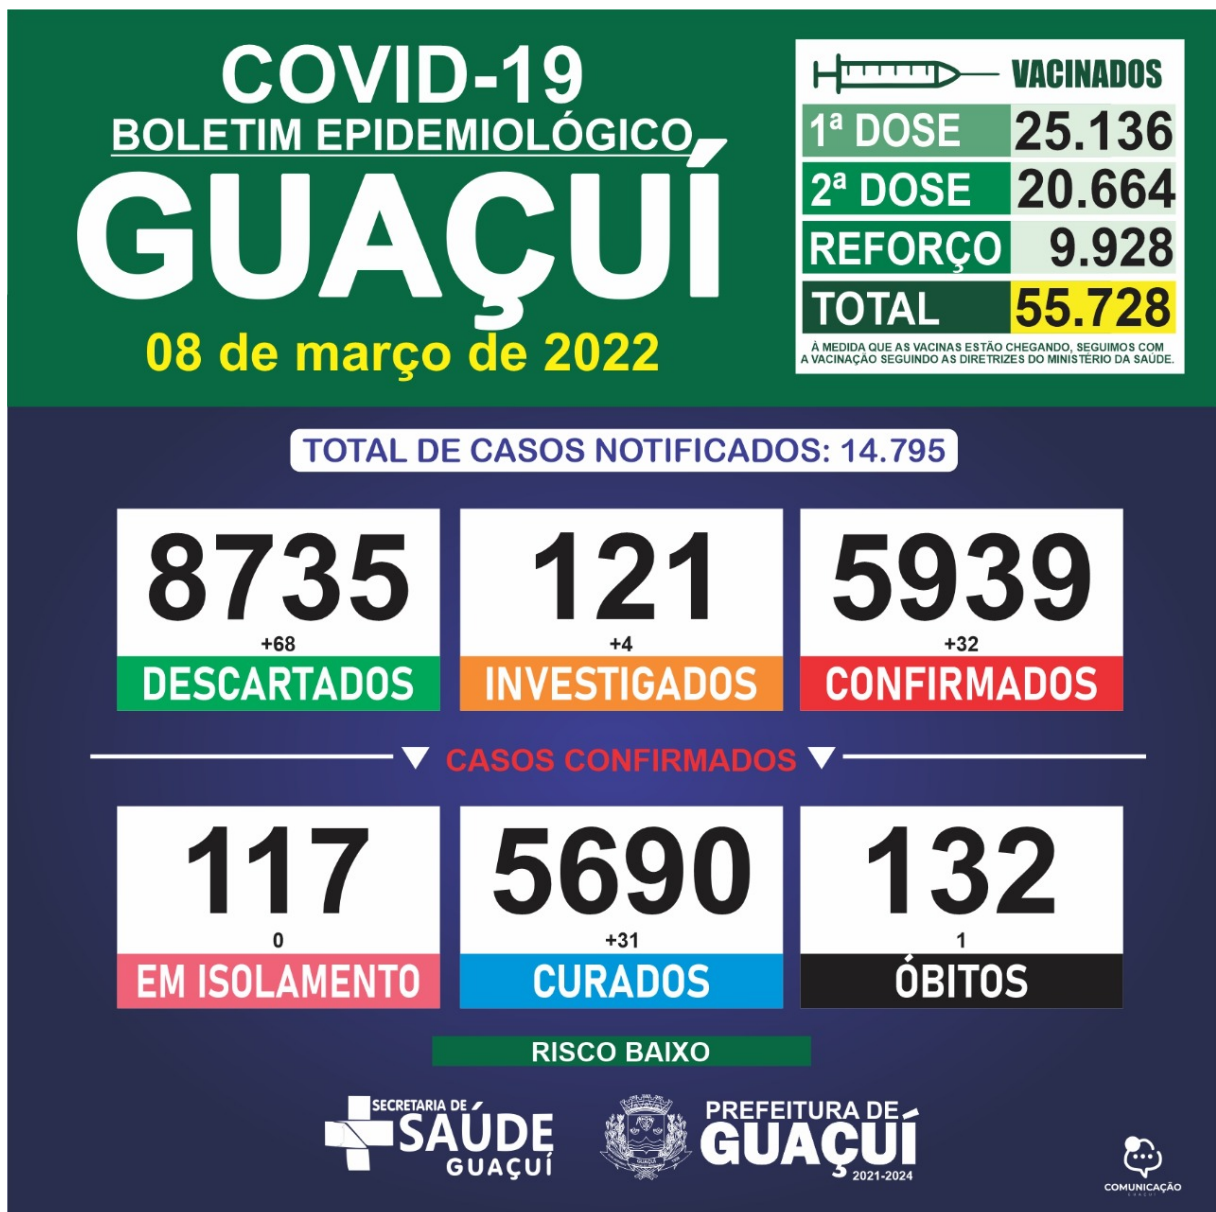 COVID-19
BOLETIM EPIDEMIOLÓGICO
GUAÇUÍ
08 de março de 2022
VACINADOS
1ª DOSE 25.136
2ª DOSE 20.664
REFORÇO 9.928
TOTAL 55.728
À MEDIDA QUE AS VACINAS ESTÃO CHEGANDO, SEGUIMOS COM
A VACINAÇÃO SEGUINDO AS DIRETRIZES DO MINISTÉRIO DA SAÚDE.
TOTAL DE CASOS NOTIFICADOS: 14.795
8735
+68
DESCARTADOS
121
+4
INVESTIGADOS
5939
+32
CONFIRMADOS
CASOS CONFIRMADOS
117
0
EM ISOLAMENTO
5690
+31
CURADOS
132
1
ÓBITOS
RISCO BAIXO
SECRETARIA DE
SAÚDE
GUAÇUÍ
GUAÇUÍ
PREFEITURA DE
GUAÇUÍ
2021-2024
COMUNICAÇÃO
GUAÇUÍ